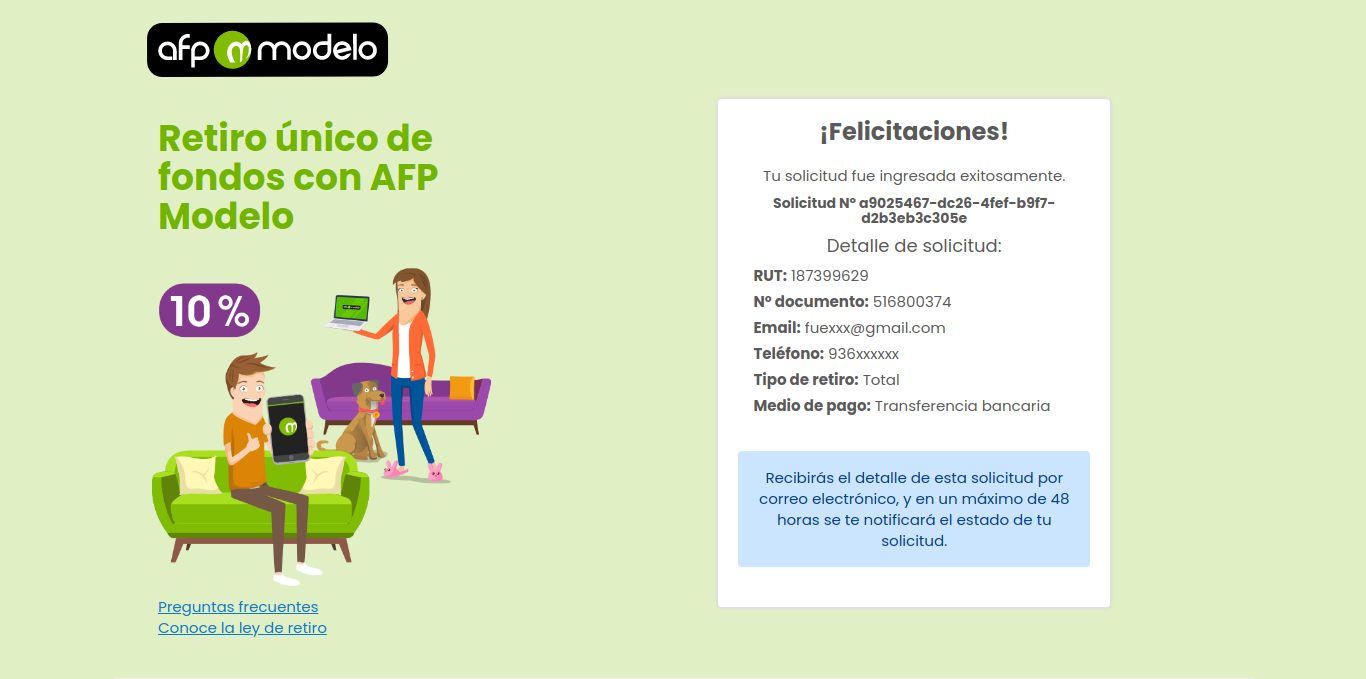 afp modelo
Retiro único de
fondos con AFP
Modelo
10%
¡Felicitaciones!
Tu solicitud fue ingresada exitosamente.
Solicitud Nº a9025467-dc26-4fef-b9f7-
d2b3eb3c305e
Detalle de solicitud:
RUT: 187399629
Nº documento: 516800374
Email: fuexxx@gmail.com
Teléfono: 936xxxxxx
Tipo de retiro: Total
Medio de pago: Transferencia bancaria
Recibirás el detalle de esta solicitud por
correo electrónico, y en un máximo de 48
horas se te notificará el estado de tu
solicitud.
Preguntas frecuentes
Conoce la ley de retiro